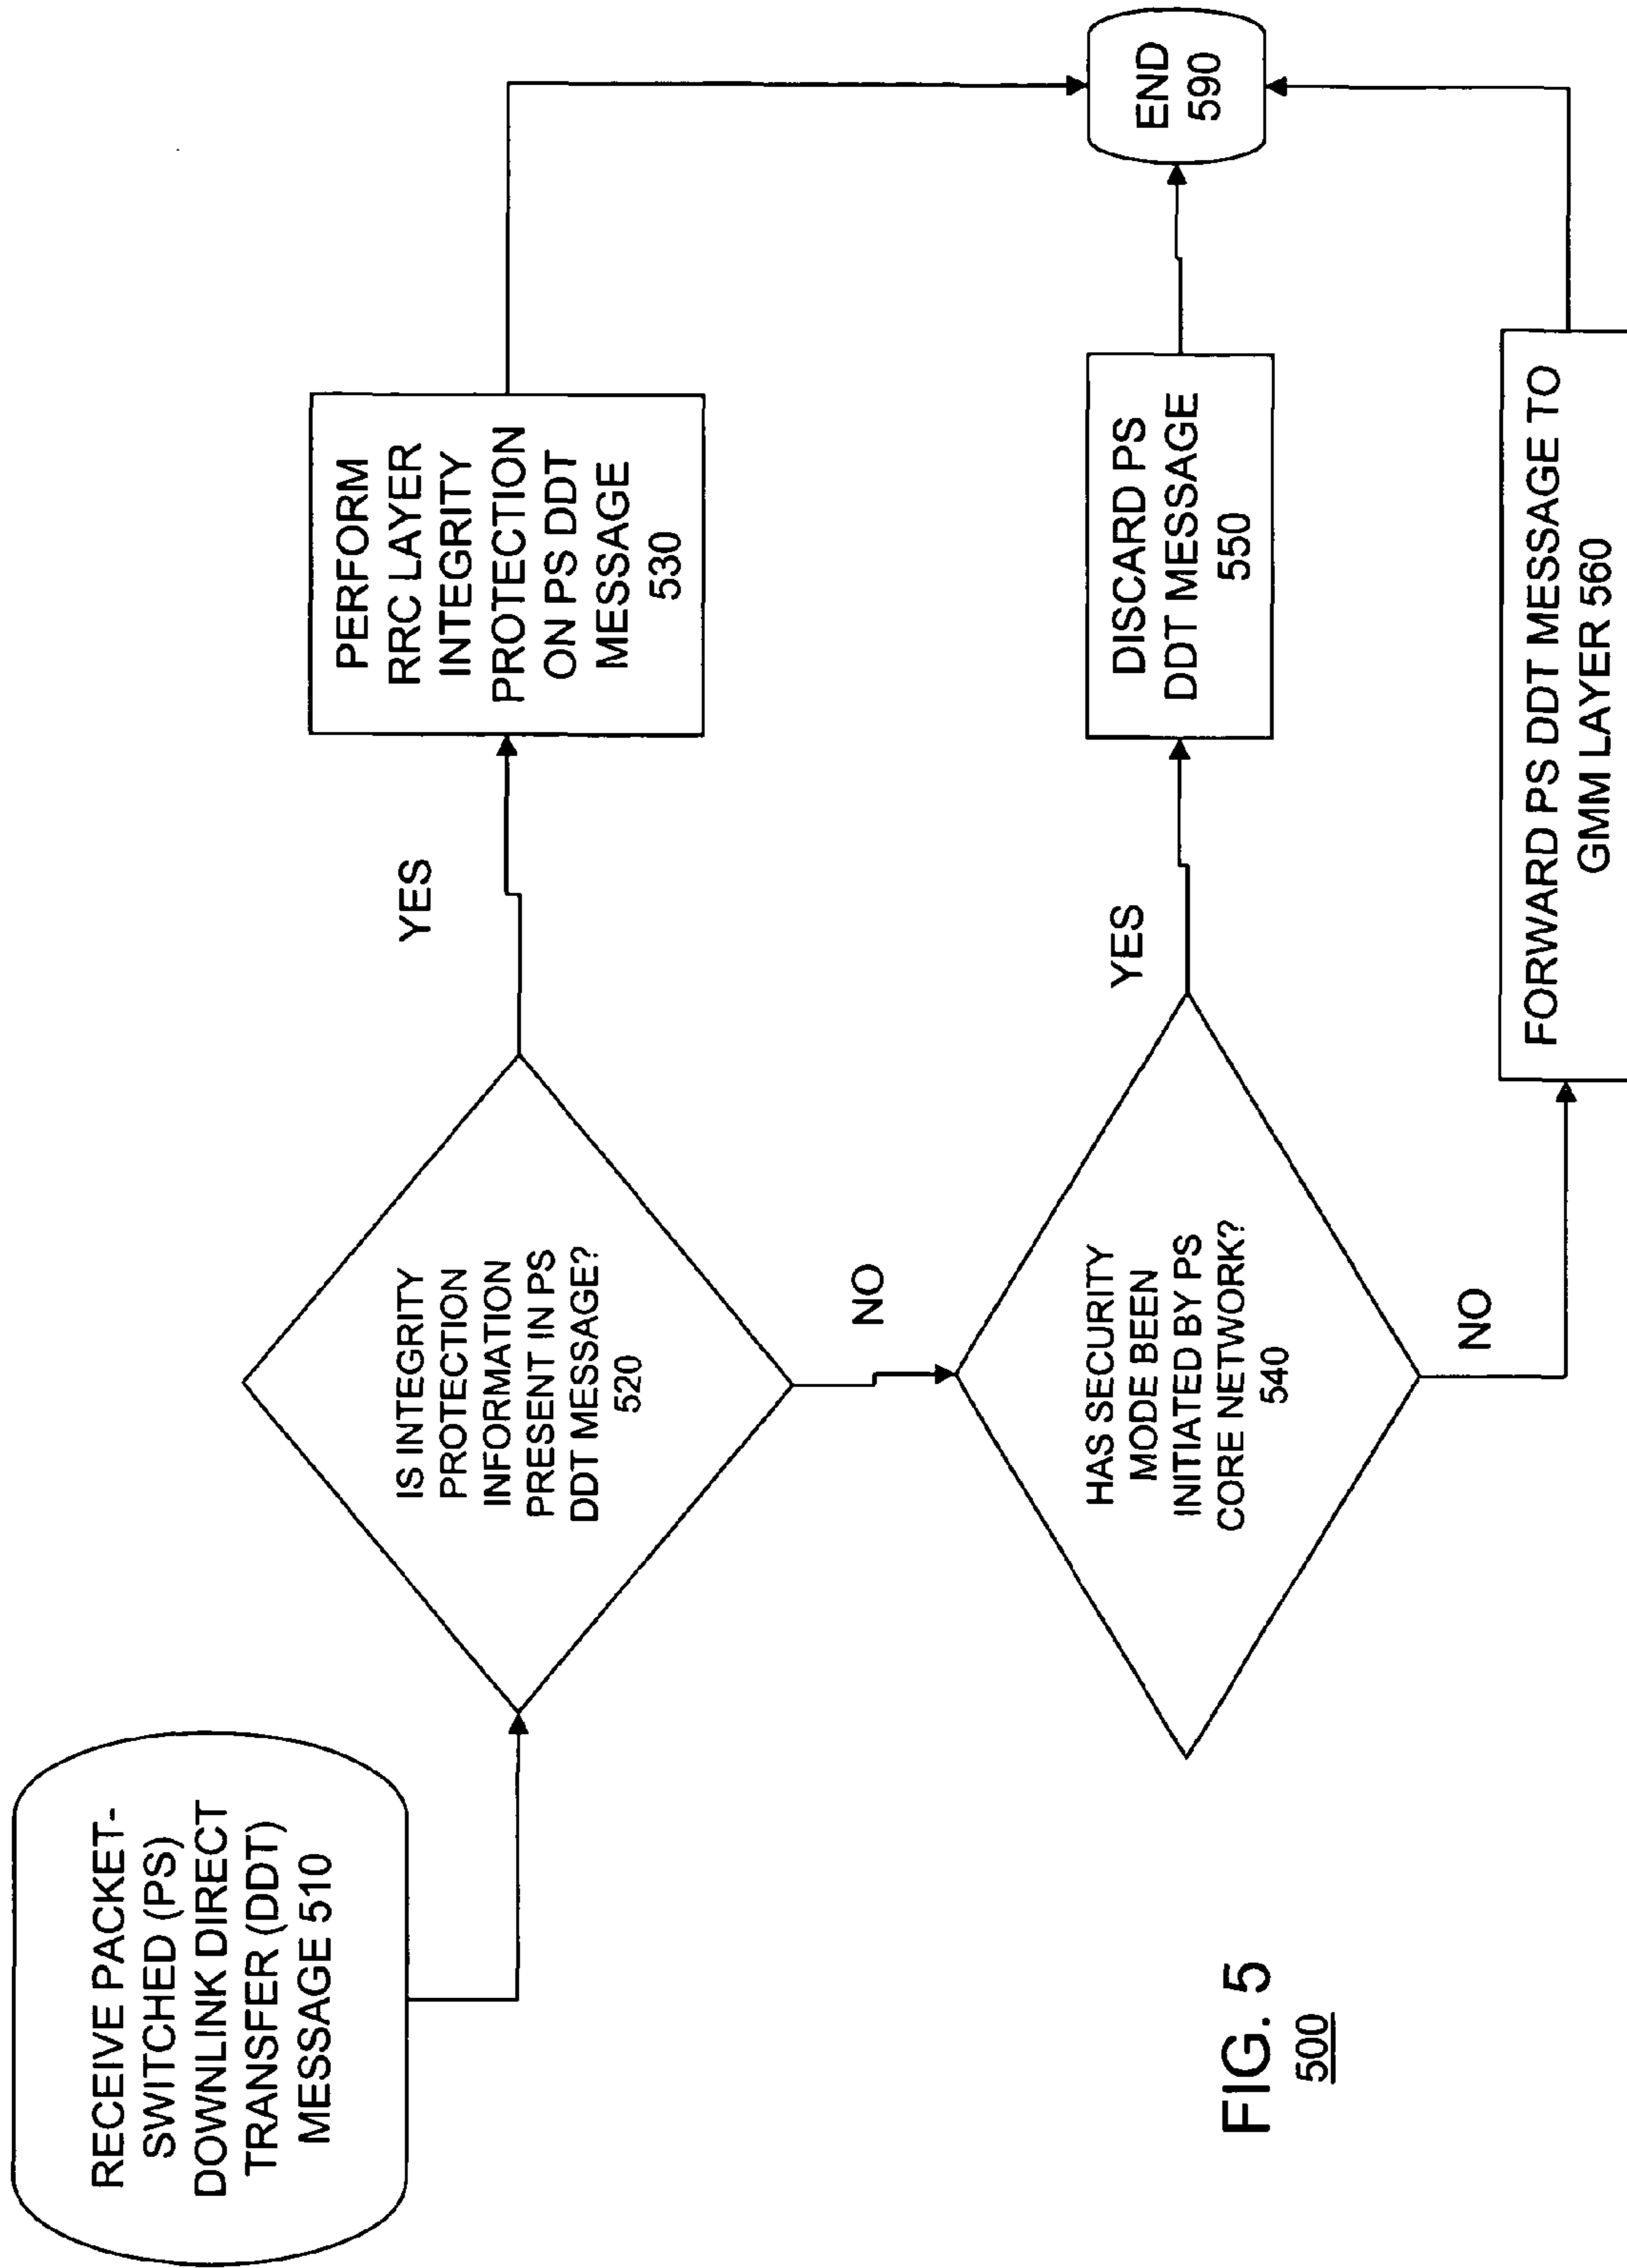 RECEIVE PACKET-
SWITCHED (PS)
DOWNLINK DIRECT
TRANSFER (DDT)
MESSAGE 510
IS INTEGRITY
PROTECTION
INFORMATION
PRESENT IN PS
DDT MESSAGE?
520
YES
PERFORM
RRC LAYER
INTEGRITY
PROTECTION
ON PS DDT
MESSAGE
530
NO
HAS SECURITY
MODE BEEN
INITIATED BY PS
CORE NETWORK?
540
YES
DISCARD PS
DDT MESSAGE
550
NO
FORWARD PS DDT MESSAGE TO
GMM LAYER 560
END
590
FIG. 5
500